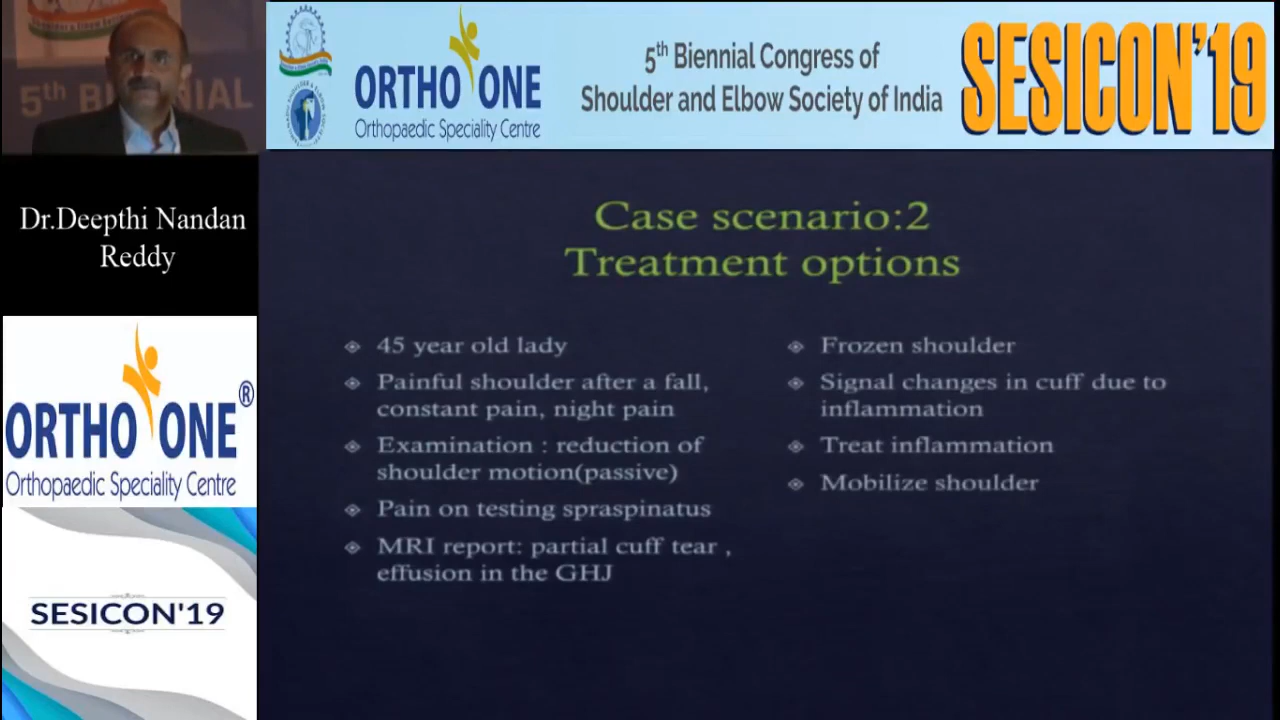 5th BIENNIAL
ORTHO ONE
Orthopaedic Speciality Centre
5th Biennial Congress of
Shoulder and Elbow Society of India
SESICON'19
Dr.Deepthi Nandan
Reddy
ORTHO ONE®
Orthopaedic Speciality Centre
SESICON'19
Case scenario:2
Treatment options
45 year old lady
Painful shoulder after a fall,
constant pain, night pain
Examination : reduction of
shoulder motion(passive)
Pain on testing spraspinatus
MRI report: partial cuff tear ,
effusion in the GHJ
Frozen shoulder
Signal changes in cuff due to
inflammation
Treat inflammation
Mobilize shoulder